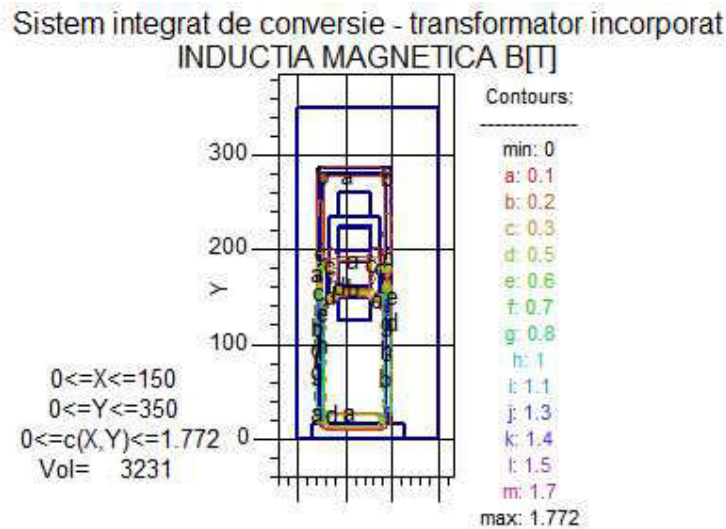 Sistem integrat de conversie - transformator incorporat
INDUCTIA MAGNETICA B[T]
Contours:
min: 0
a: 0.1
b: 0.2
c: 0.3
d: 0.5
e: 0.6
f: 0.7
g: 0.8
h: 1
i: 1.1
j: 1.3
k: 1.4
l: 1.5
m: 1.7
max: 1.772
300
200
Y
100
0
0<=X<=150
0<=Y<=350
0<=c(X,Y)<=1.772
Vol= 3231